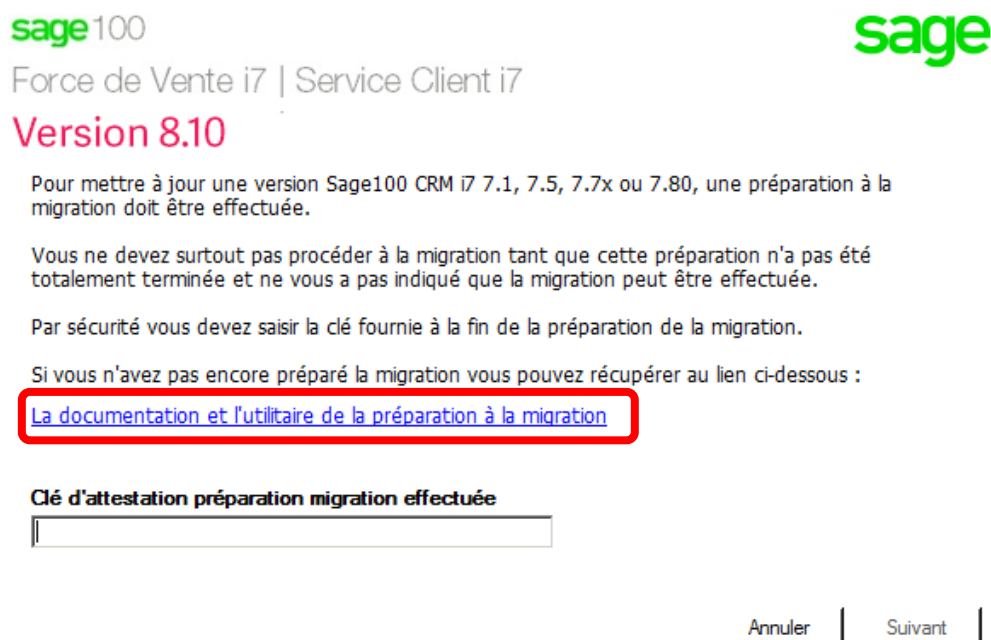 sage 100
sage
Force de Vente i7 | Service Client i7
Version 8.10
Pour mettre à jour une version Sage100 CRM i7 7.1, 7.5, 7.7x ou 7.80, une préparation à la
migration doit être effectuée.
Vous ne devez surtout pas procéder à la migration tant que cette préparation n'a pas été
totalement terminée et ne vous a pas indiqué que la migration peut être effectuée.
Par sécurité vous devez saisir la clé fournie à la fin de la préparation de la migration.
Si vous n'avez pas encore préparé la migration vous pouvez récupérer au lien ci-dessous :
La documentation et l'utilitaire de la préparation à la migration
Clé d'attestation préparation migration effectuée
Annuler
Suivant